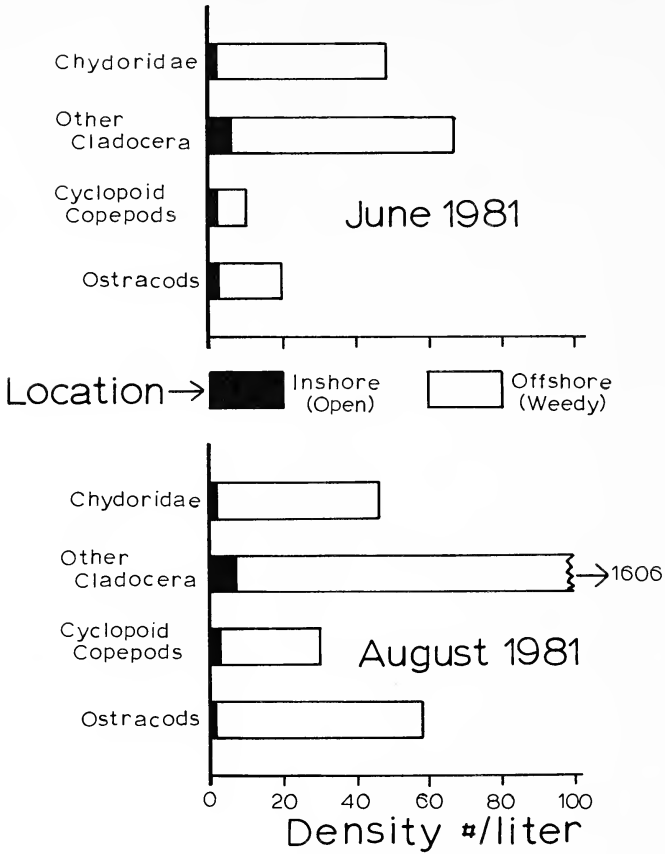 Chydoridae
Other
Cladocera
Cyclopoid
Copepods
June 1981
Ostracods
Location→
Inshore
(Open)
Offshore
(Weedy)
Chydoridae
Other
Cladocera
→1606
Cyclopoid
Copepods
August 1981
Ostracods
0 20 40 60 80 100
Density #/liter